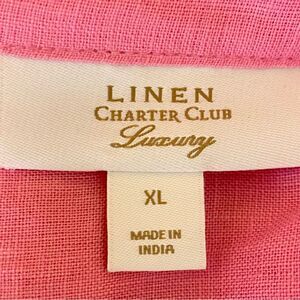 LINEN
CHARTER CLUB
Luxury
XL
MADE IN
INDIA